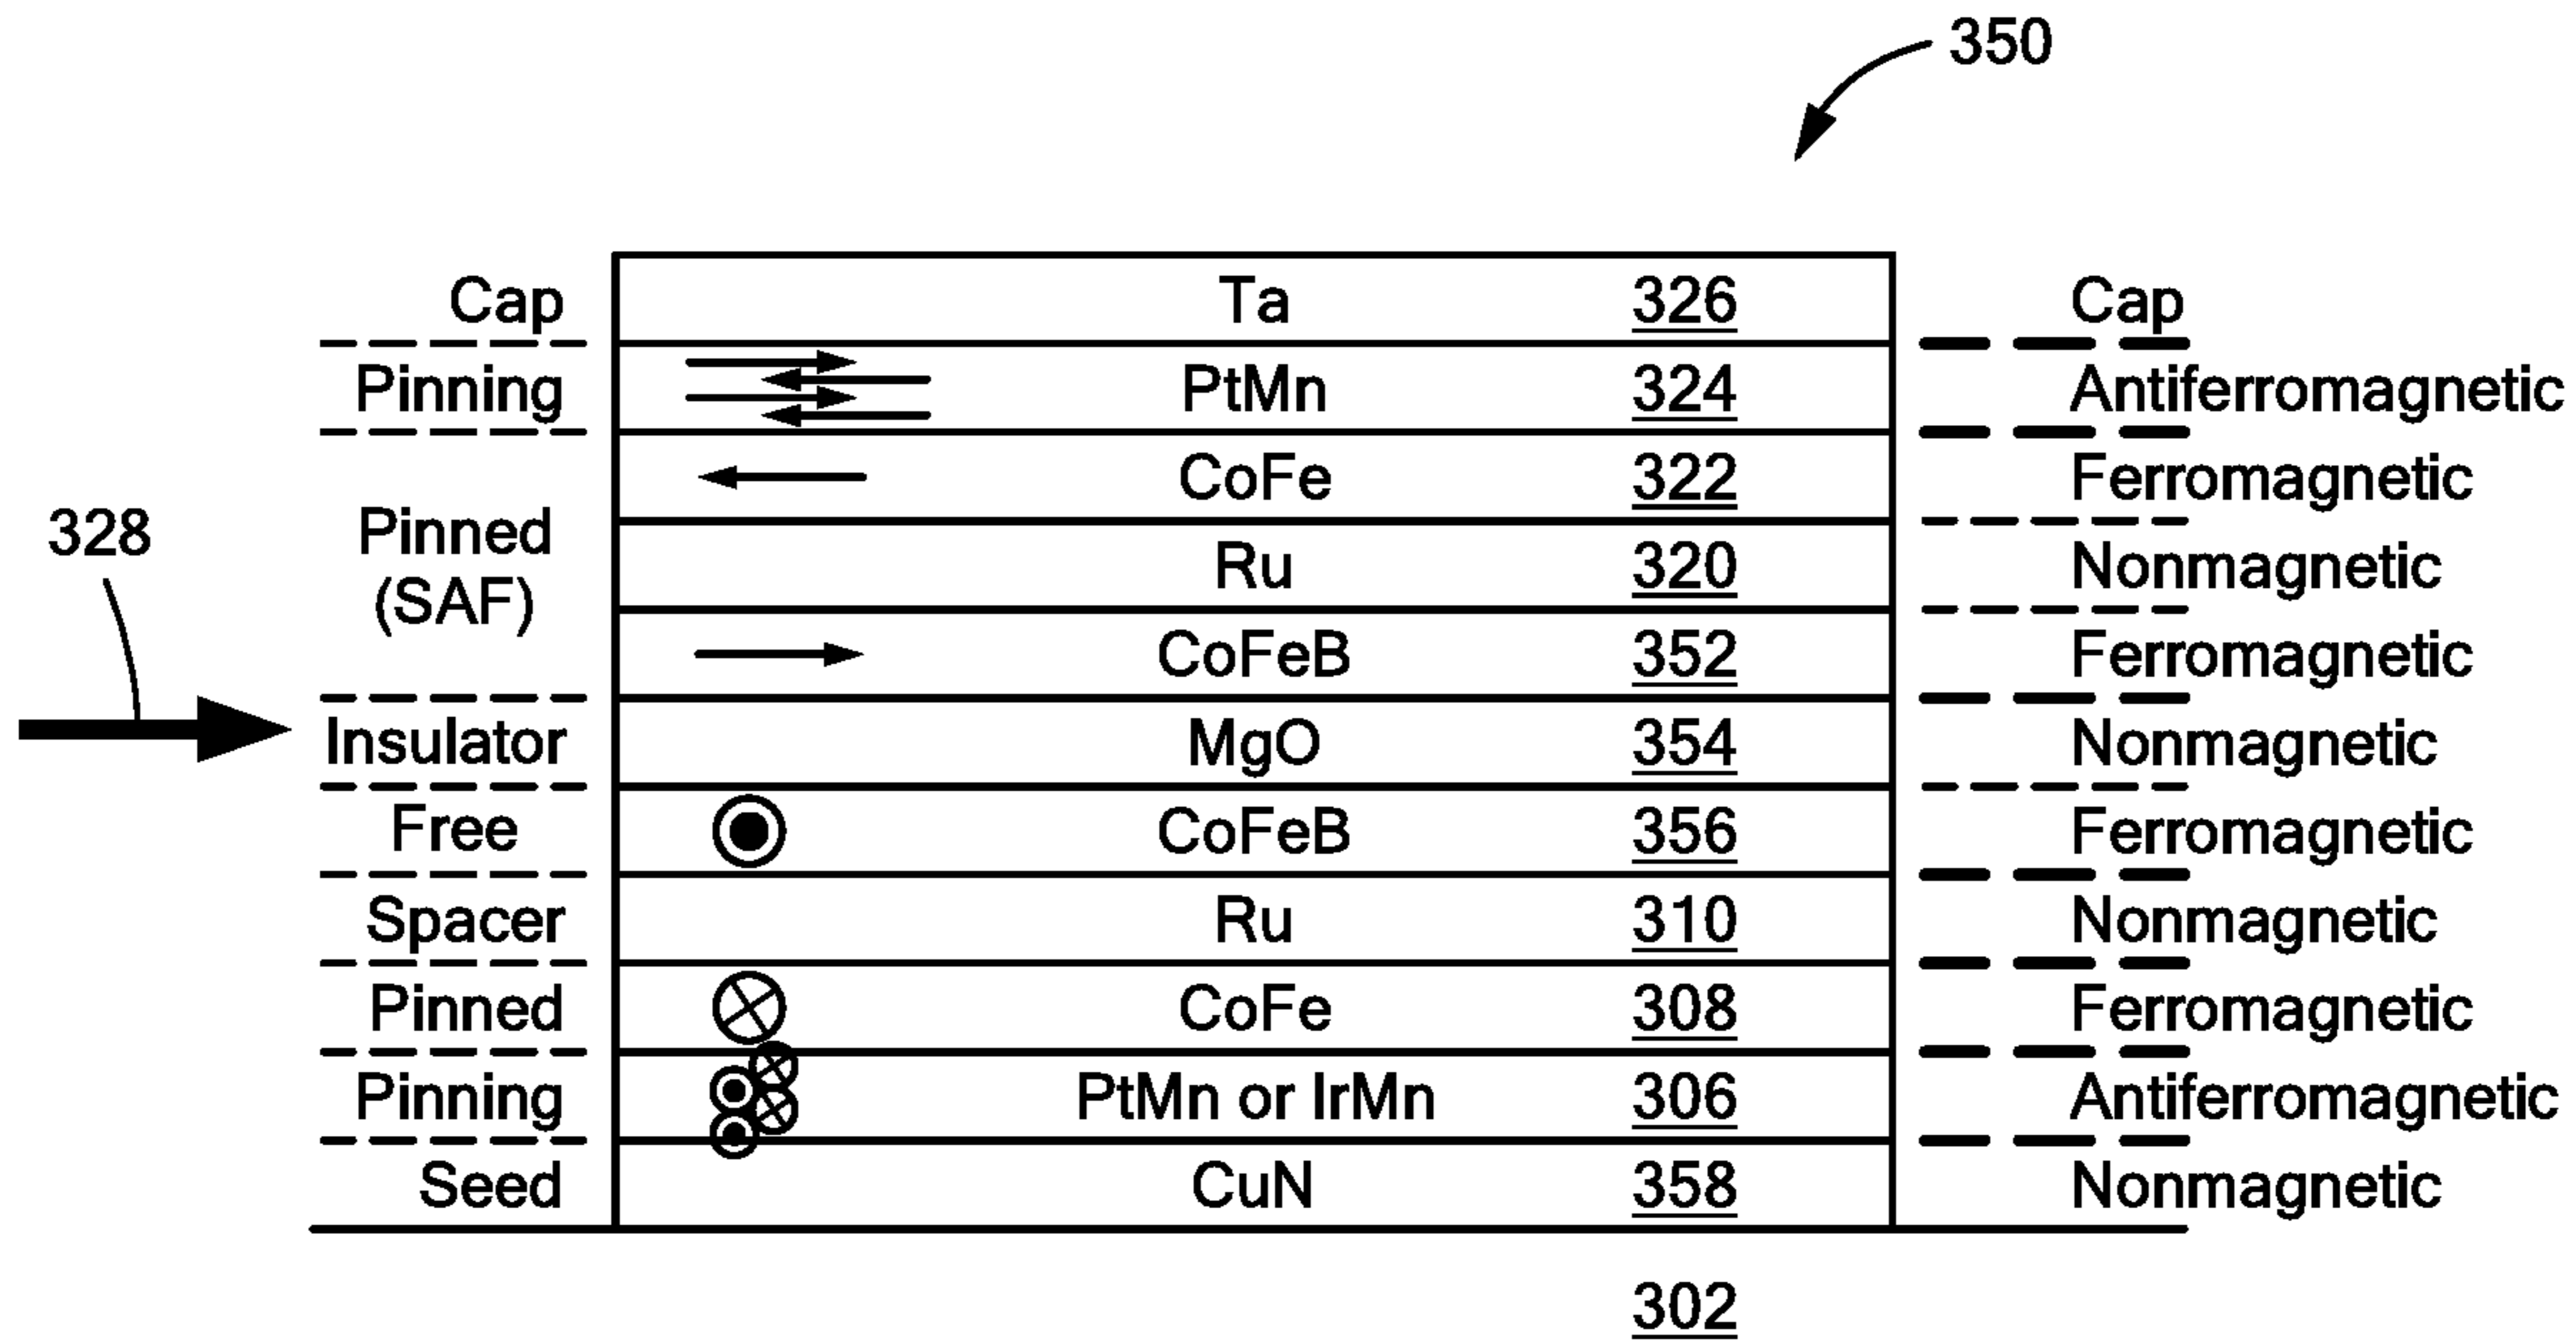 350
Cap Ta 326 Cap
Pinning PtMn 324 Antiferromagnetic
CoFe 322 Ferromagnetic
328 Pinned
(SAF)
Ru 320 Nonmagnetic
CoFeB 352 Ferromagnetic
Insulator MgO 354 Nonmagnetic
Free CoFeB 356 Ferromagnetic
Spacer Ru 310 Nonmagnetic
Pinned CoFe 308 Ferromagnetic
Pinning PtMn or IrMn 306 Antiferromagnetic
Seed CuN 358 Nonmagnetic
302